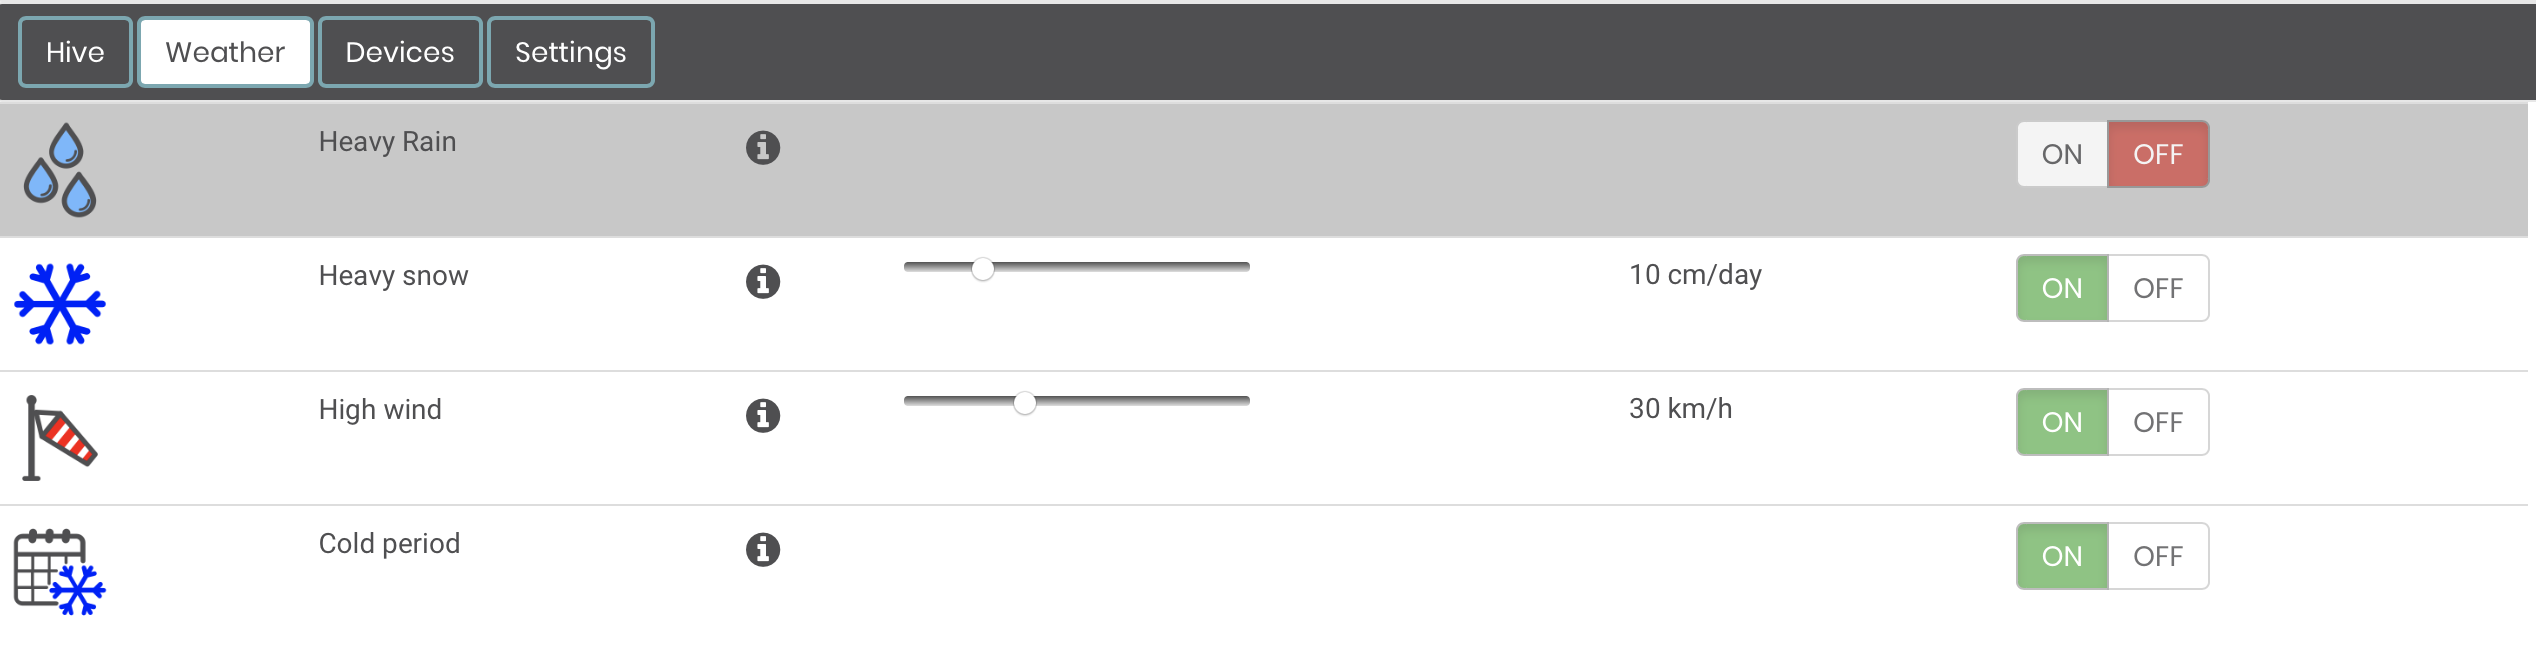 Hive Weather Devices Settings
Heavy Rain ON OFF
Heavy snow 10 cm/day ON OFF
High wind 30 km/h ON OFF
Cold period ON OFF